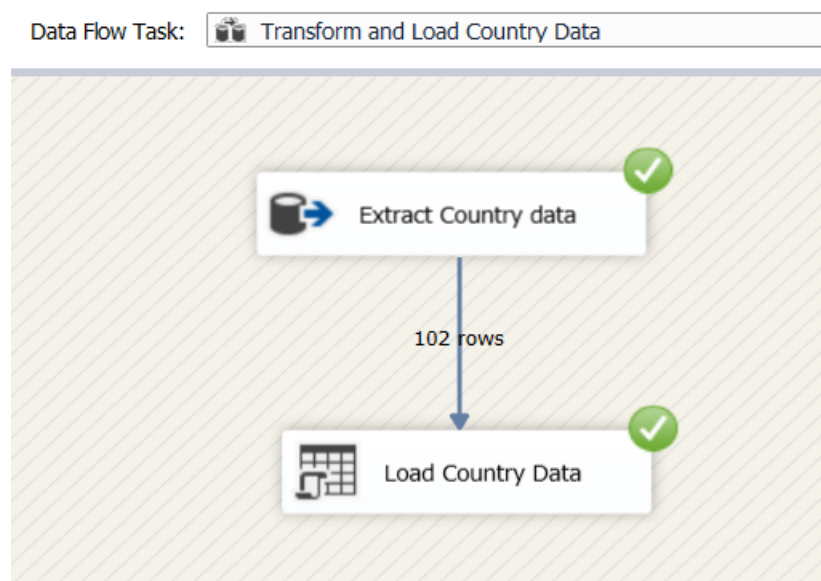 Data Flow Task: Transform and Load Country Data
Extract Country data
102 rows
Load Country Data